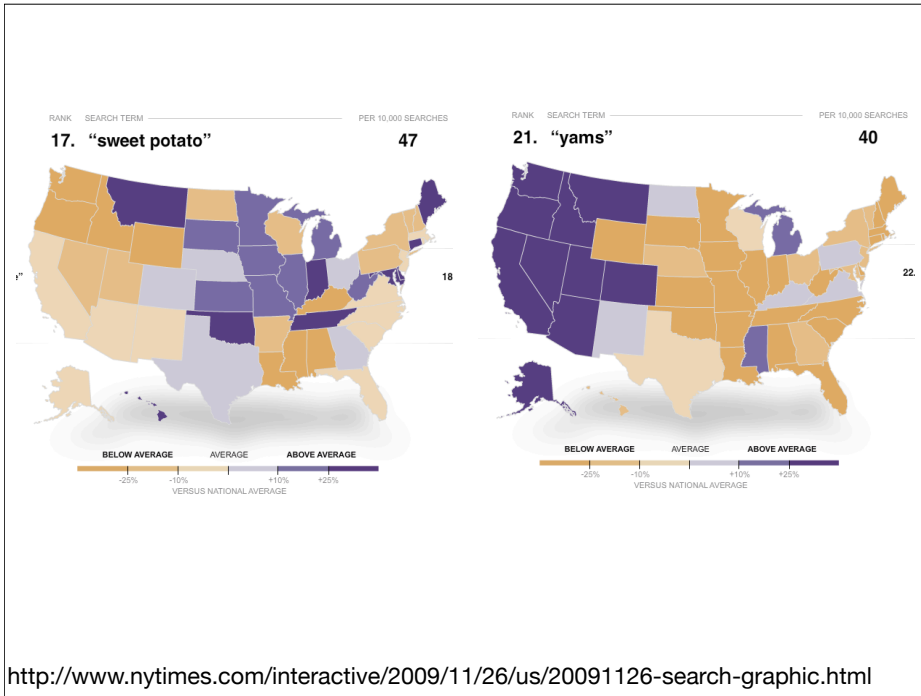 RANK SEARCH TERM PER 10,000 SEARCHES
17. “sweet potato” 47
e”
18
BELOW AVERAGE AVERAGE ABOVE AVERAGE
-25% -10% +10% +25%
VERSUS NATIONAL AVERAGE
RANK SEARCH TERM PER 10,000 SEARCHES
21. “yams” 40
22.
BELOW AVERAGE AVERAGE ABOVE AVERAGE
-25% -10% +10% +25%
VERSUS NATIONAL AVERAGE
http://www.nytimes.com/interactive/2009/11/26/us/20091126-search-graphic.html